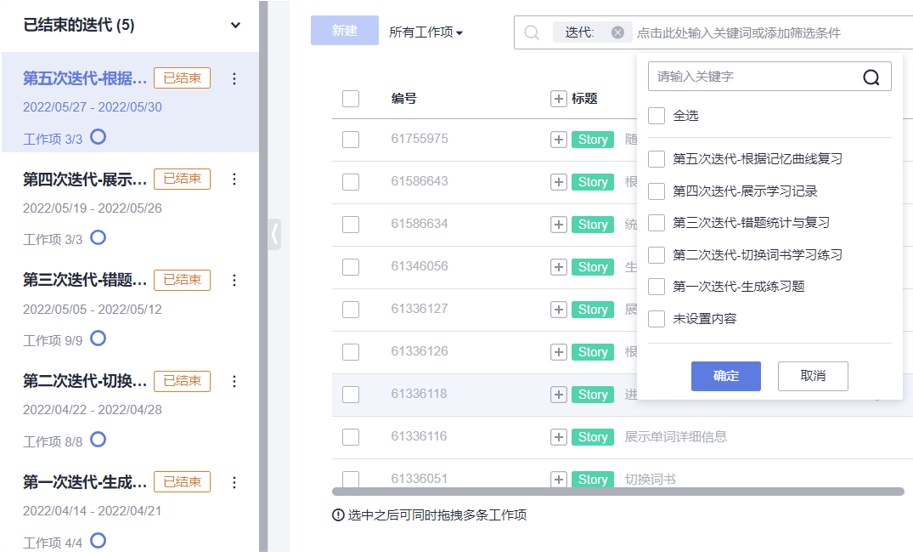 已结束的迭代 (5)
第五次迭代-根据... 已结束
2022/05/27 - 2022/05/30
工作项 3/3
第四次迭代-展示... 已结束
2022/05/19 - 2022/05/26
工作项 3/3
第三次迭代-错题... 已结束
2022/05/05 - 2022/05/12
工作项 9/9
第二次迭代-切换... 已结束
2022/04/22 - 2022/04/28
工作项 8/8
第一次迭代-生成... 已结束
2022/04/14 - 2022/04/21
工作项 4/4
新建 所有工作项 迭代: 点击此处输入关键词或添加筛选条件
编号 标题
61755975 Story 随
61586643 Story 根
61586634 Story 统
61346056 Story 生
61336127 Story 展
61336126 Story 根
61336118 Story 进
61336116 Story 展示单词详细信息
61336051 Story 切换词书
选中之后可同时拖拽多条工作项
请输入关键字
全选
第五次迭代-根据记忆曲线复习
第四次迭代-展示学习记录
第三次迭代-错题统计与复习
第二次迭代-切换词书学习练习
第一次迭代-生成练习题
未设置内容
确定 取消